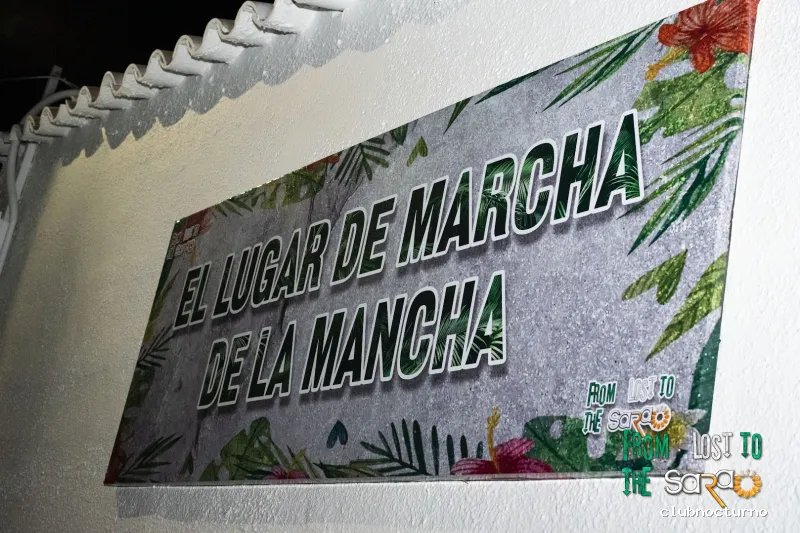 EL LUGAR DE MARCHA
DE LA MANCHA
FROM LOST TO
THE SaRao
FROM LOST TO
THE SaRao
clubnocturno